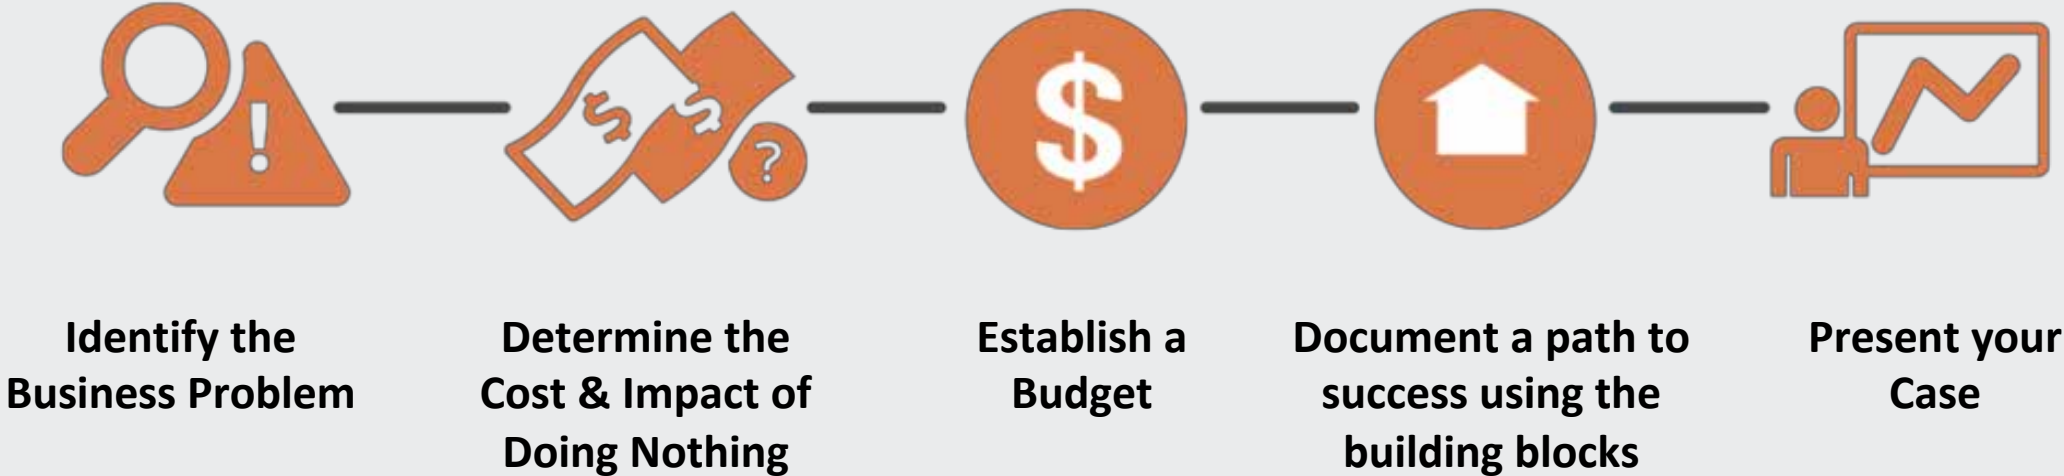 Identify the
Business Problem
Determine the
Cost & Impact of
Doing Nothing
Establish a
Budget
Document a path to
success using the
building blocks
Present your
Case
!
$
$
?
$